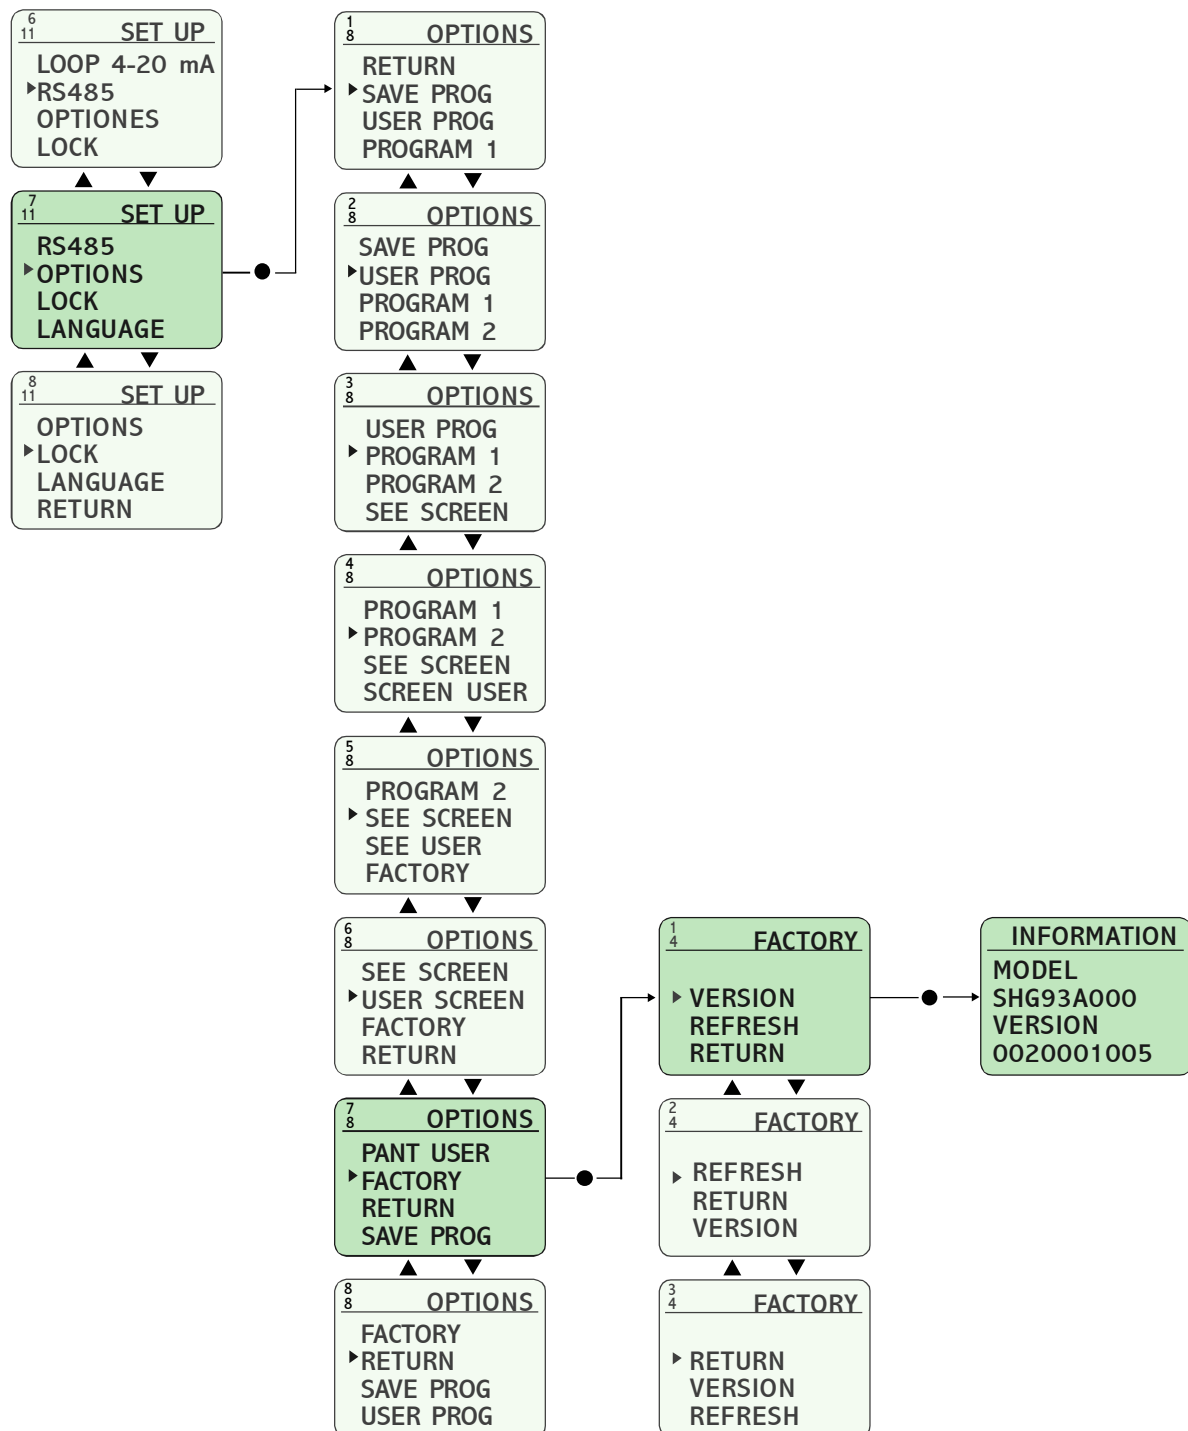 6
11
SET UP
LOOP 4-20 mA
RS485
OPTIONES
LOCK
7
11
SET UP
RS485
OPTIONS
LOCK
LANGUAGE
8
11
SET UP
OPTIONS
LOCK
LANGUAGE
RETURN
1
8
OPTIONS
RETURN
SAVE PROG
USER PROG
PROGRAM 1
2
8
OPTIONS
SAVE PROG
USER PROG
PROGRAM 1
PROGRAM 2
3
8
OPTIONS
USER PROG
PROGRAM 1
PROGRAM 2
SEE SCREEN
4
8
OPTIONS
PROGRAM 1
PROGRAM 2
SEE SCREEN
SCREEN USER
5
8
OPTIONS
PROGRAM 2
SEE SCREEN
SEE USER
FACTORY
6
8
OPTIONS
SEE SCREEN
USER SCREEN
FACTORY
RETURN
7
8
OPTIONS
PANT USER
FACTORY
RETURN
SAVE PROG
8
8
OPTIONS
FACTORY
RETURN
SAVE PROG
USER PROG
1
4
FACTORY
VERSION
REFRESH
RETURN
2
4
FACTORY
REFRESH
RETURN
VERSION
3
4
FACTORY
RETURN
VERSION
REFRESH
INFORMATION
MODEL
SHG93A000
VERSION
0020001005